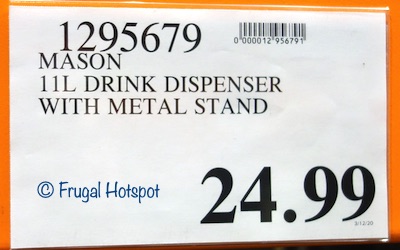 1295679
0000012956791
MASON
11L DRINK DISPENSER
WITH METAL STAND
© Frugal Hotspot
24.99
3/12/20